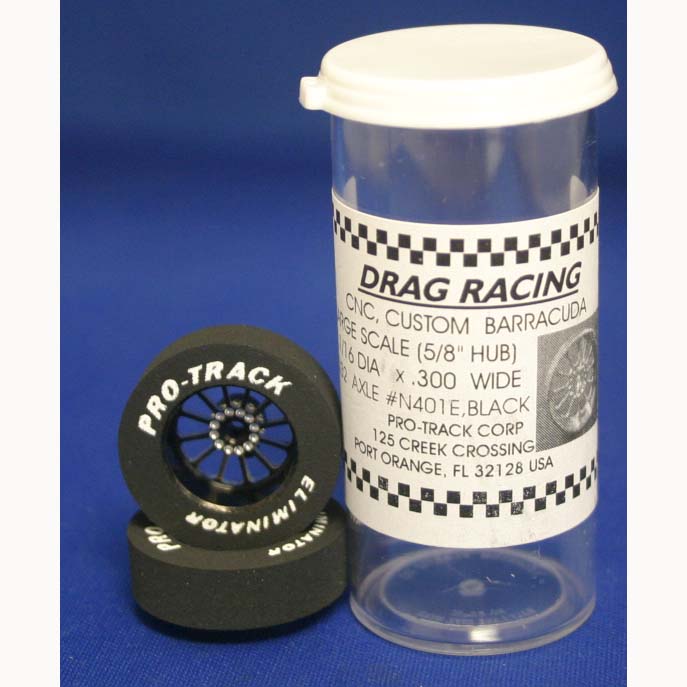 DRAG RACING
CNC, CUSTOM BARRACUDA
SCALE (5/8" HUB)
DIA x .300 WIDE
AXLE #N401E, BLACK
PRO-TRACK CORP
125 CREEK CROSSING
PORT ORANGE, FL 32128 USA
PRO-TRACK
ELIMINATOR
PRO